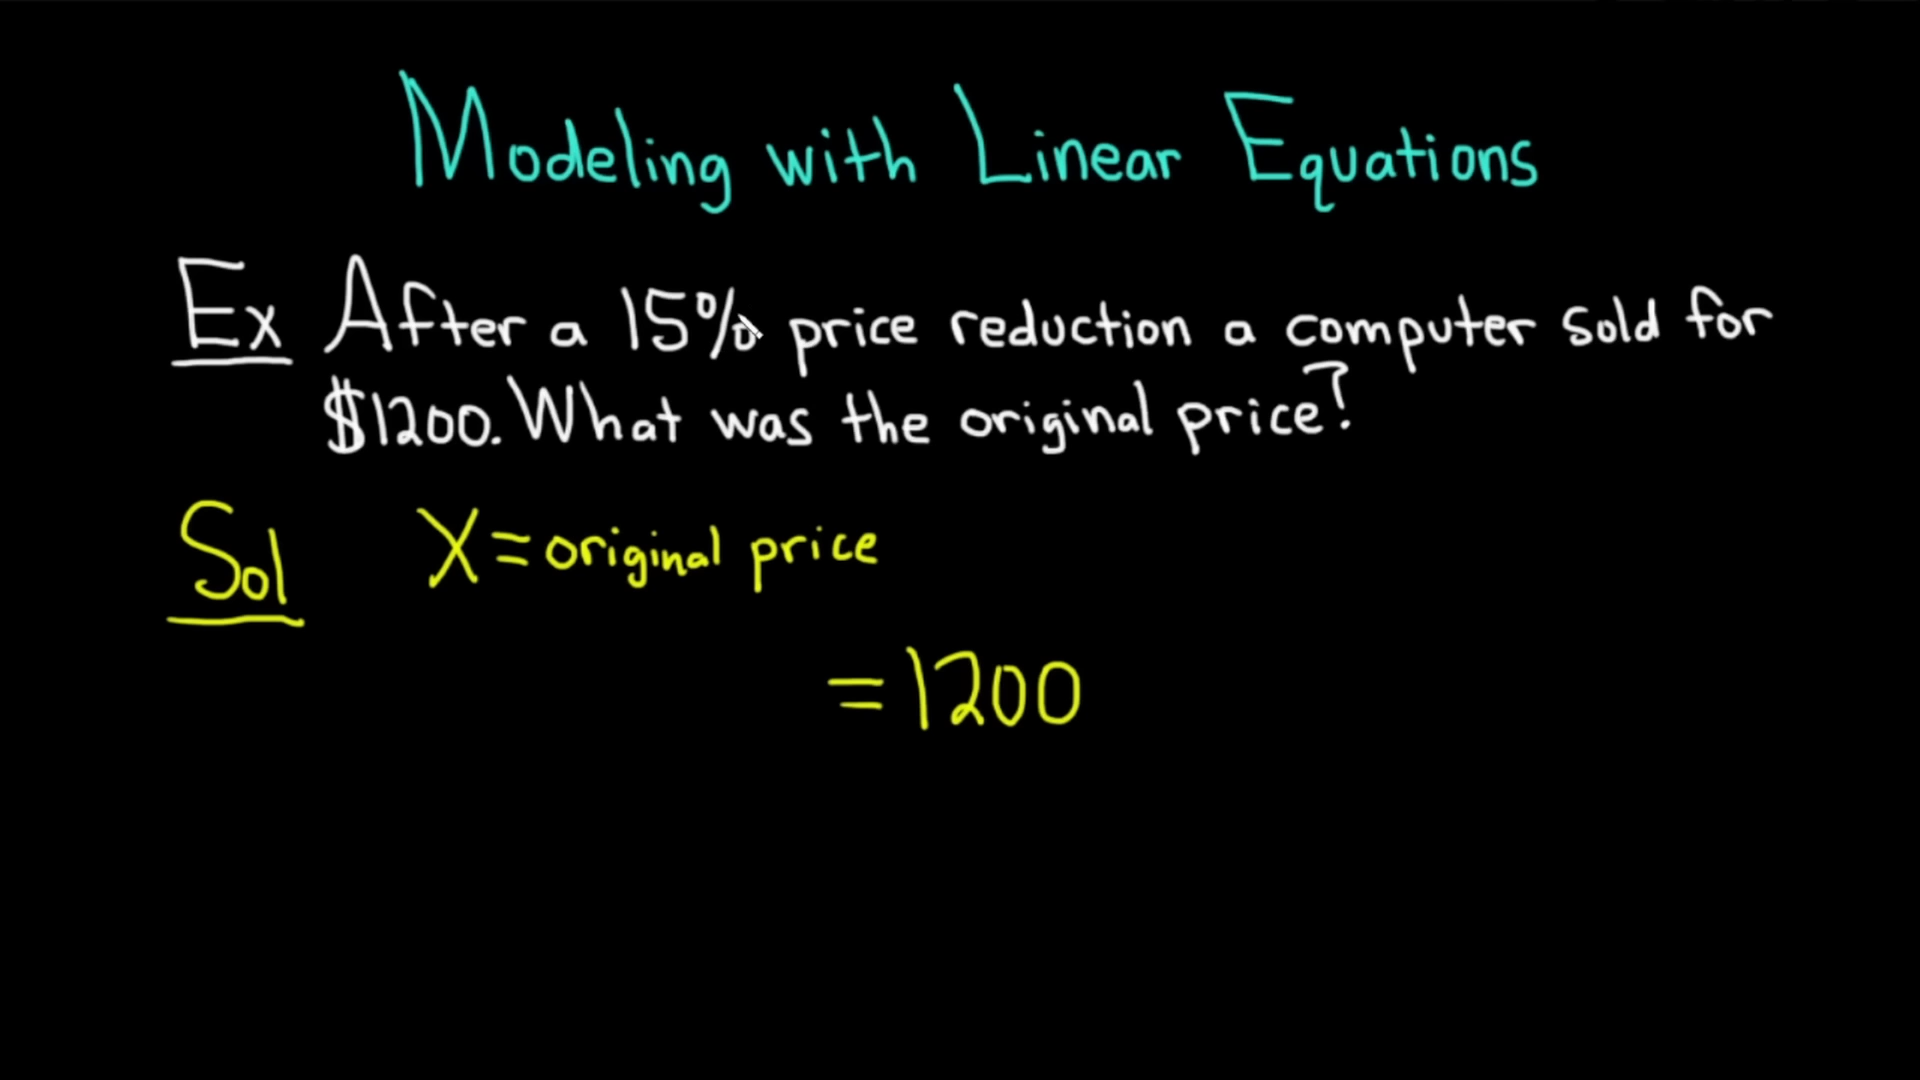 Modeling with Linear Equations
Ex After a 15% price reduction a computer sold for
$1200. What was the original price?
Sol X = original price
= 1200